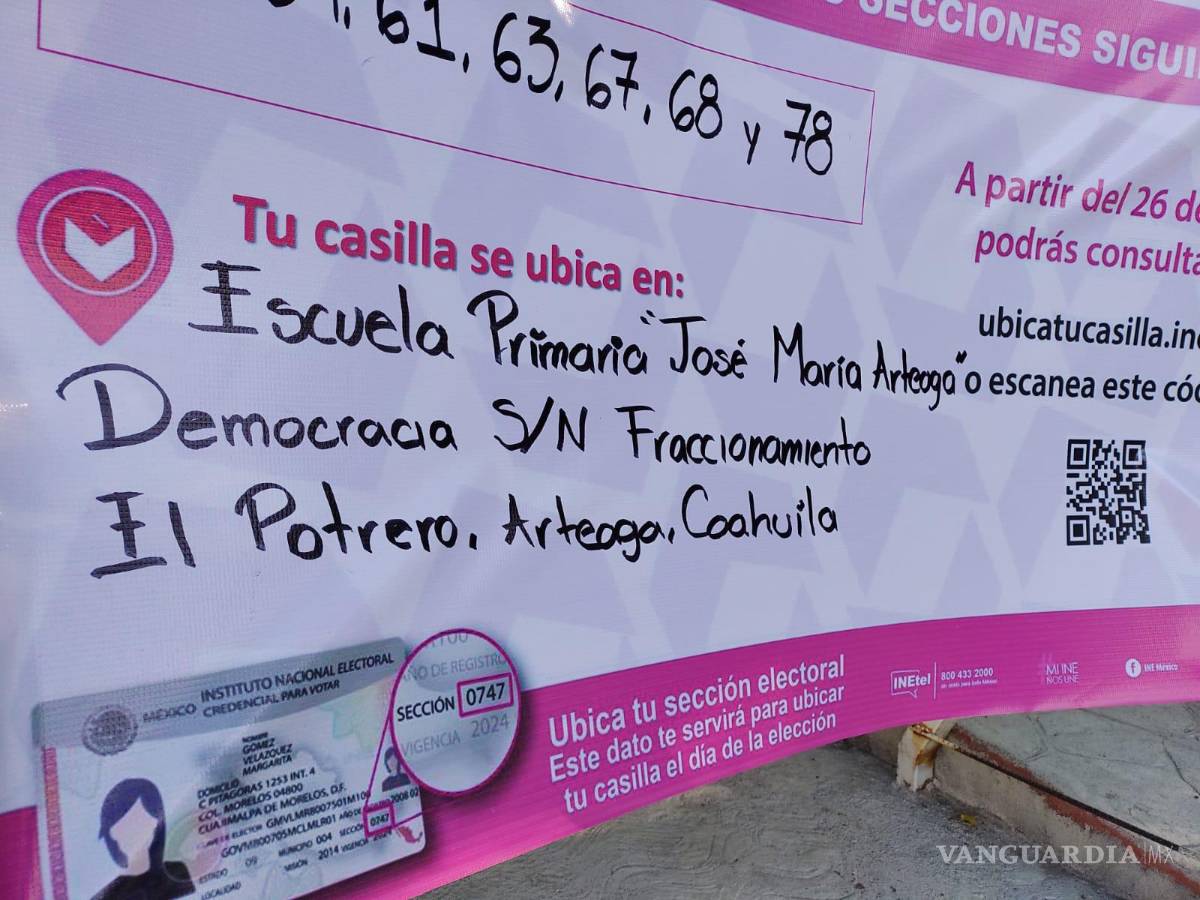 SECCIONES SIGUI
61, 63, 67, 68 y 78
A partir del 26 de
podrás consulta
Tu casilla se ubica en:
ubicatucasilla.ine
Escuela Primaria "José María Arteaga"
o escanea este cód
Democracia S/N Fraccionamiento
El Potrero, Arteaga, Coahuila
INSTITUTO NACIONAL ELECTORAL
MÉXICO CREDENCIAL PARA VOTAR
NOMBRE
GOMEZ
VELAZQUEZ
MARGARITA
DOMICILIO
C PITAGORAS 1253 INT. 4
COL. MORELOS 04800
CUAJIMALPA DE MORELOS, D.F.
SECCIÓN 0747
ESTADO 09 MUNICIPIO 004
LOCALIDAD
2014 VIGENCIA 2024
AÑO DE REGISTRO
SECCIÓN 0747
VIGENCIA 2024
Ubica tu sección electoral
Este dato te servirá para ubicar
tu casilla el día de la elección
INEtel
800 433 2000
MI INE
NOS UNE
INE México
VANGUARDIA MX